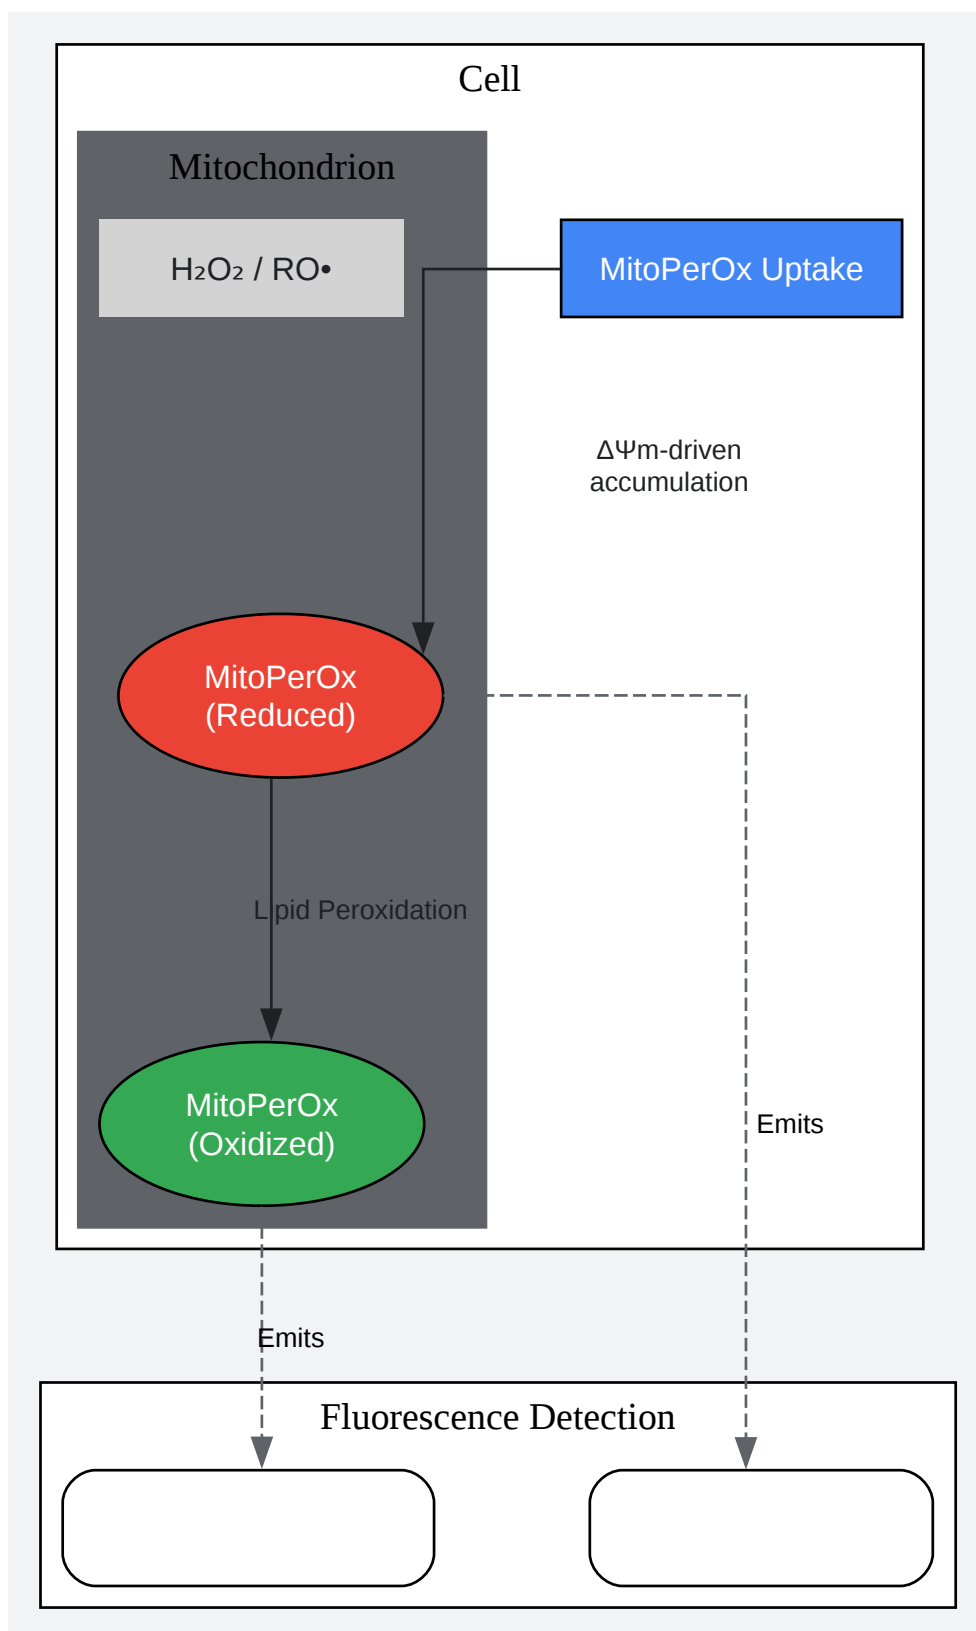 Cell
Mitochondrion
H₂O₂ / RO•
MitoPerOx Uptake
ΔΨm-driven
accumulation
MitoPerOx
(Reduced)
Lipid Peroxidation
MitoPerOx
(Oxidized)
Emits
Emits
Fluorescence Detection